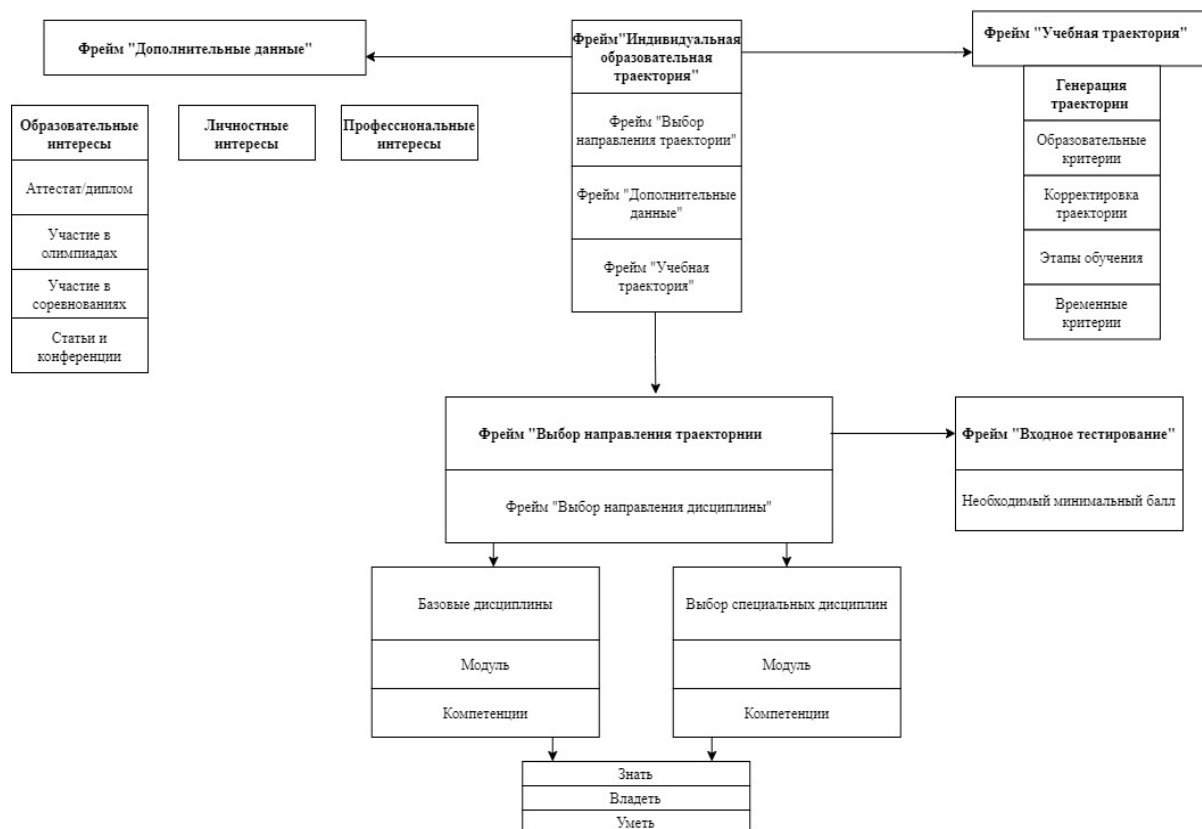 Фрейм "Дополнительные данные"
Фрейм"Индивидуальная
образовательная
траектория"
Фрейм "Выбор
направления траектории"
Фрейм "Дополнительные
данные"
Фрейм "Учебная
траектория"
Фрейм "Учебная траектория"
Генерация
траектории
Образовательные
критерии
Корректировка
траектории
Этапы обучения
Временные
критерии
Образовательные
интересы
Аттестат/диплом
Участие в
олимпиадах
Участие в
соревнованиях
Статьи и
конференции
Личностные
интересы
Профессиональные
интересы
Фрейм "Выбор направления траекторнии
Фрейм "Выбор направления дисциплины"
Фрейм "Входное тестирование"
Необходимый минимальный балл
Базовые дисциплины
Модуль
Компетенции
Выбор специальных дисциплин
Модуль
Компетенции
Знать
Владеть
Уметь